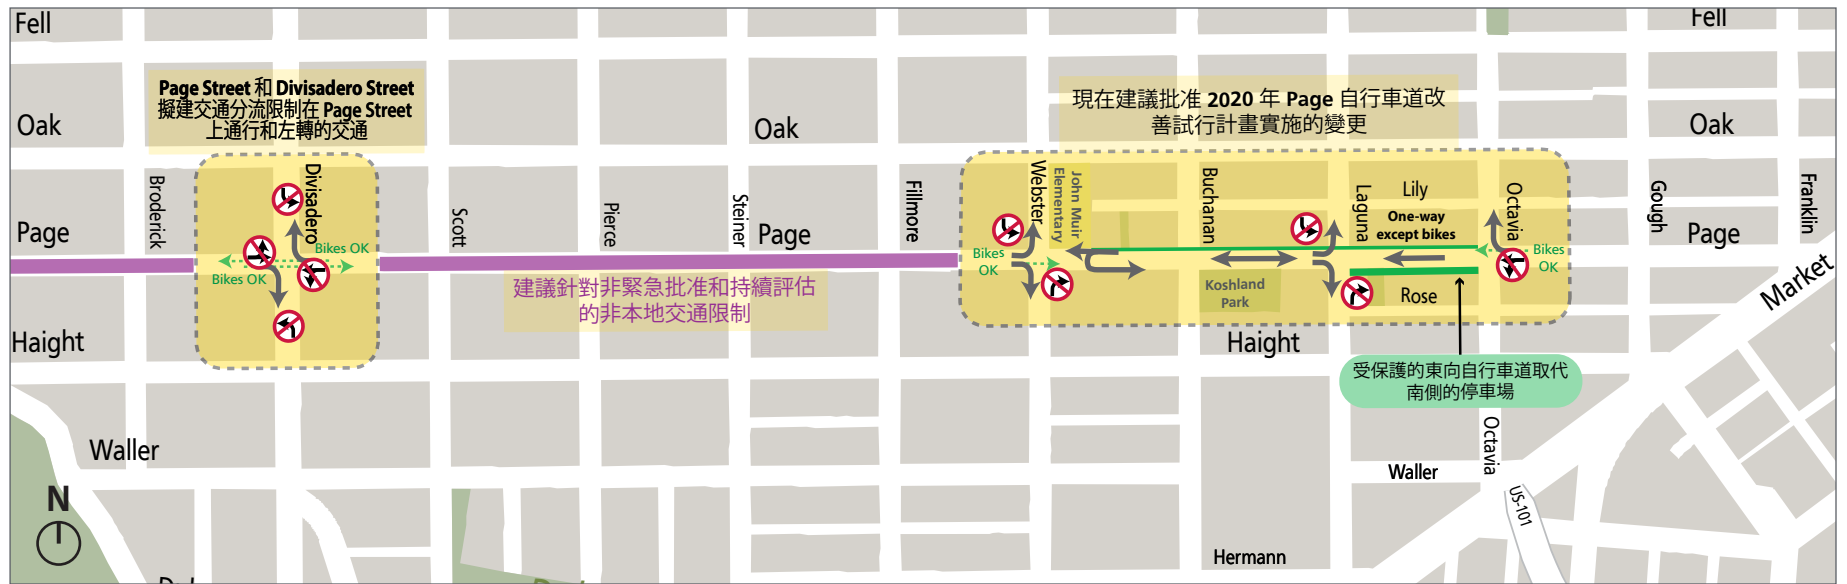 Fell
Fell
Page Street 和 Divisadero Street
擬建交通分流限制在 Page Street
上通行和左轉的交通
現在建議批准 2020 年 Page 自行車道改
善試行計畫實施的變更
Oak
Oak
Oak
Broderick
Divisadero
Scott
Pierce
Steiner
Fillmore
Webster
John Muir
Elementary
Buchanan
Laguna
Lily
Octavia
Gough
Franklin
One-way
except bikes
Page
Page
Page
Bikes OK
Bikes OK
Bikes
OK
Bikes
OK
建議針對非緊急批准和持續評估
的非本地交通限制
Koshland
Park
Rose
Market
Haight
Haight
受保護的東向自行車道取代
南側的停車場
Octavia
Waller
Waller
US-101
N
Hermann